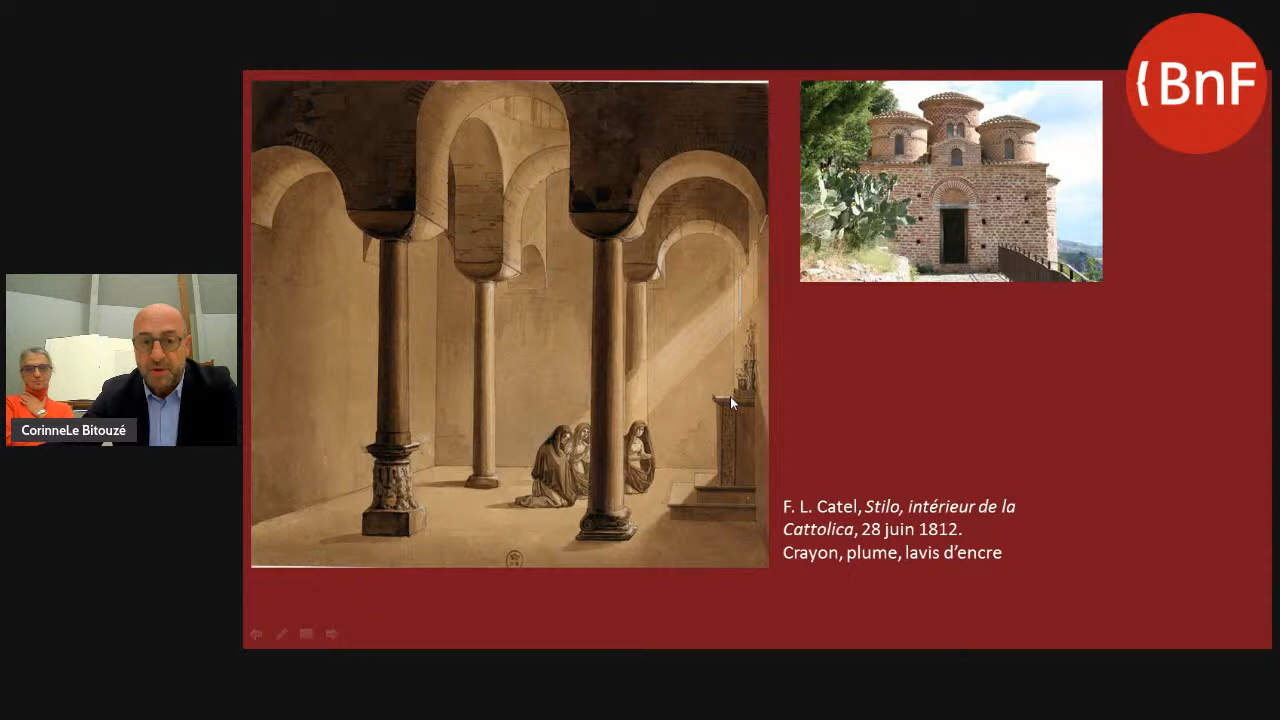 BnF
CorinneLe Bitouzé
F. L. Catel, Stilo, intérieur de la
Cattolica, 28 juin 1812.
Crayon, plume, lavis d'encre